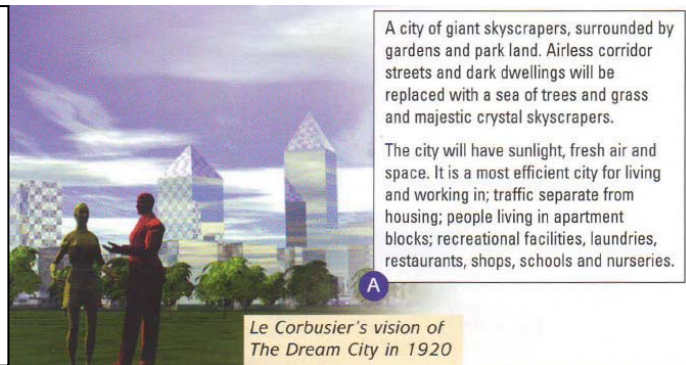 A city of giant skyscrapers, surrounded by
gardens and park land. Airless corridor
streets and dark dwellings will be
replaced with a sea of trees and grass
and majestic crystal skyscrapers.
The city will have sunlight, fresh air and
space. It is a most efficient city for living
and working in; traffic separate from
housing; people living in apartment
blocks; recreational facilities, laundries,
restaurants, shops, schools and nurseries.
A
Le Corbusier's vision of
The Dream City in 1920